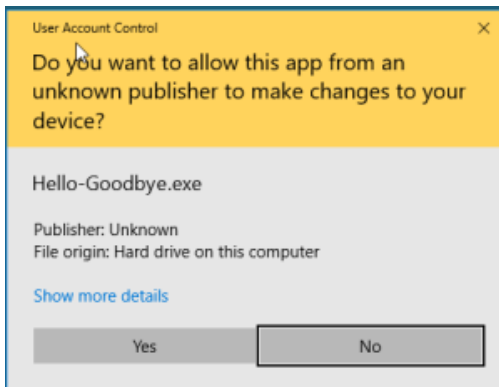 User Account Control
Do you want to allow this app from an
unknown publisher to make changes to your
device?
Hello-Goodbye.exe
Publisher: Unknown
File origin: Hard drive on this computer
Show more details
Yes
No